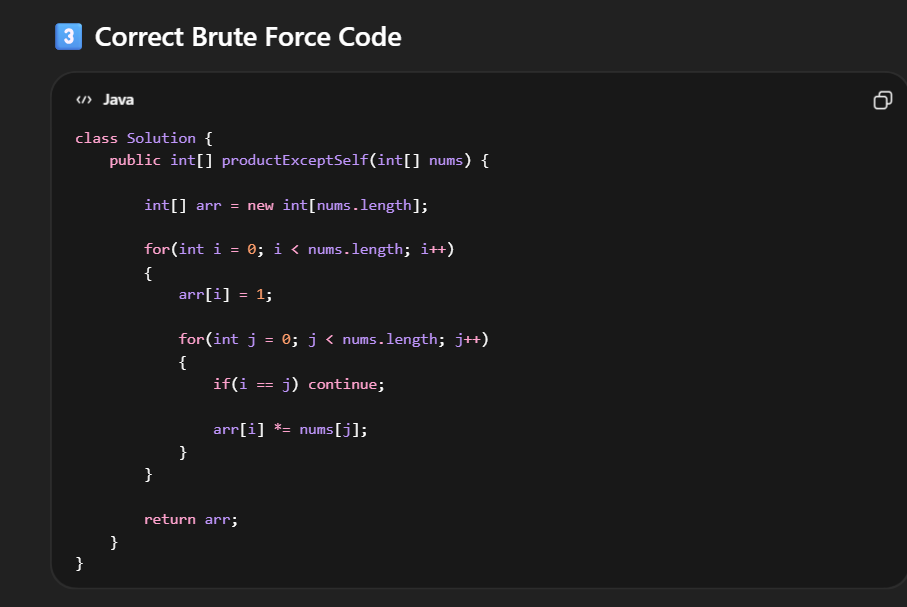 3 Correct Brute Force Code
</> Java
class Solution {
    public int[] productExceptSelf(int[] nums) {
        int[] arr = new int[nums.length];
        for(int i = 0; i < nums.length; i++)
        {
            arr[i] = 1;
            for(int j = 0; j < nums.length; j++)
            {
                if(i == j) continue;
                arr[i] *= nums[j];
            }
        }
        return arr;
    }
}